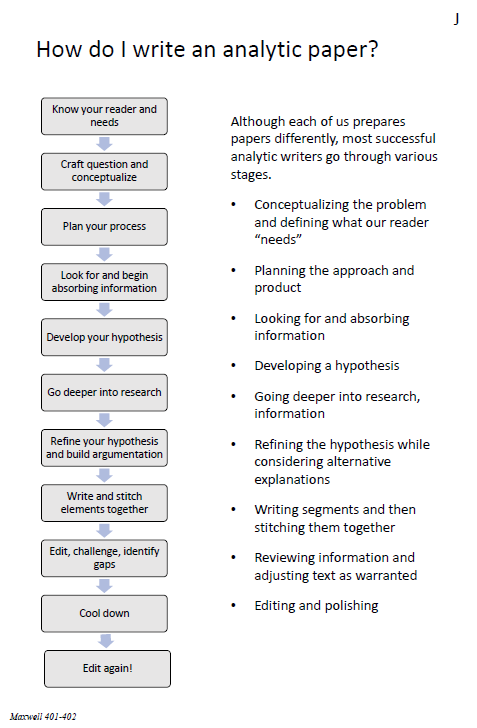 J
How do I write an analytic paper?
Know your reader and
needs
Craft question and
conceptualize
Plan your process
Look for and begin
absorbing information
Develop your hypothesis
Go deeper into research
Refine your hypothesis
and build argumentation
Write and stitch
elements together
Edit, challenge, identify
gaps
Cool down
Edit again!
Although each of us prepares
papers differently, most successful
analytic writers go through various
stages.
• Conceptualizing the problem
and defining what our reader
“needs”
• Planning the approach and
product
• Looking for and absorbing
information
• Developing a hypothesis
• Going deeper into research,
information
• Refining the hypothesis while
considering alternative
explanations
• Writing segments and then
stitching them together
• Reviewing information and
adjusting text as warranted
• Editing and polishing
Maxwell 401-402